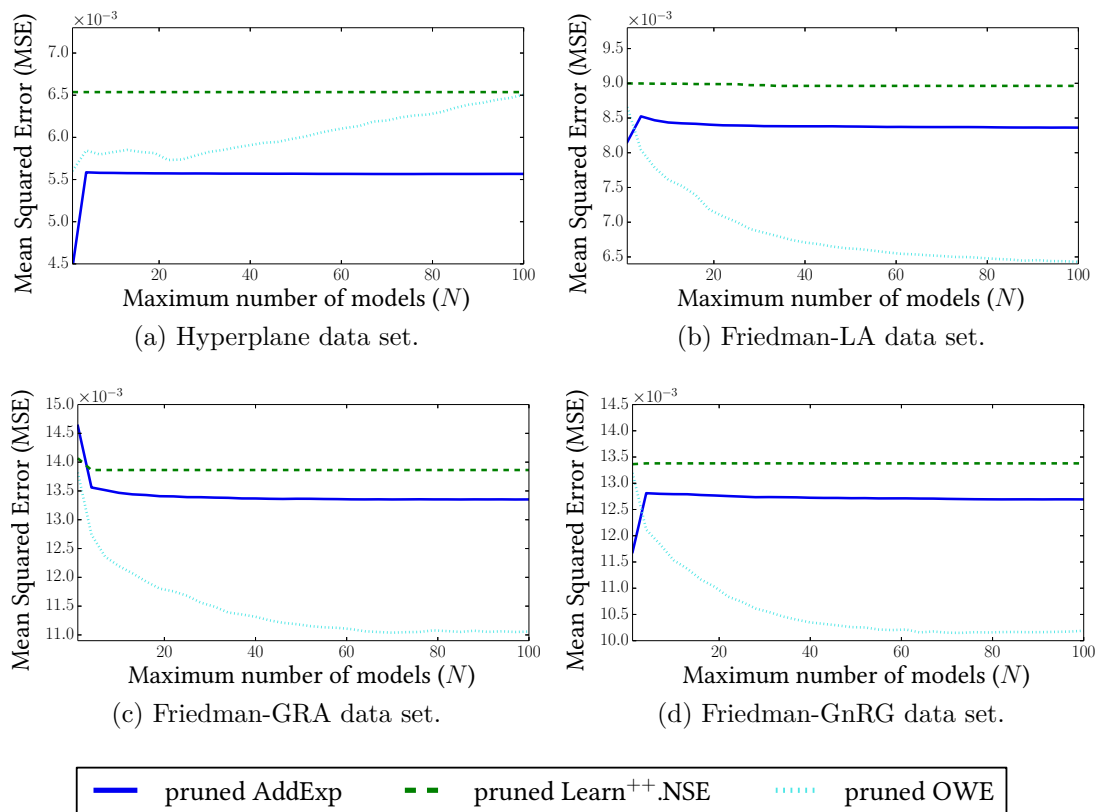 ×10⁻³
Mean Squared Error (MSE)
7.0
6.5
6.0
5.5
5.0
4.5
20 40 60 80 100
Maximum number of models (N)
(a) Hyperplane data set.
×10⁻³
Mean Squared Error (MSE)
9.5
9.0
8.5
8.0
7.5
7.0
6.5
20 40 60 80 100
Maximum number of models (N)
(b) Friedman-LA data set.
×10⁻³
Mean Squared Error (MSE)
15.0
14.5
14.0
13.5
13.0
12.5
12.0
11.5
11.0
20 40 60 80 100
Maximum number of models (N)
(c) Friedman-GRA data set.
×10⁻³
Mean Squared Error (MSE)
14.5
14.0
13.5
13.0
12.5
12.0
11.5
11.0
10.5
10.0
20 40 60 80 100
Maximum number of models (N)
(d) Friedman-GnRG data set.
pruned AddExp pruned Learn⁺⁺.NSE pruned OWE